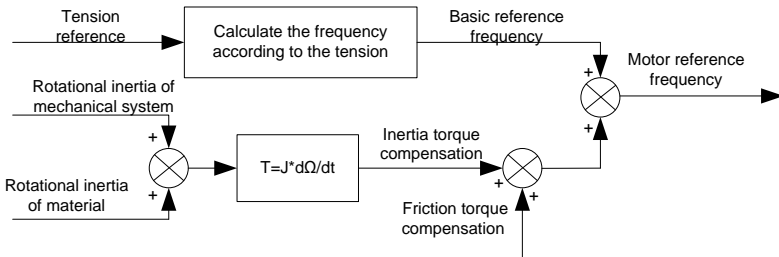 Tension
reference
Calculate the frequency
according to the tension
Basic reference
frequency
+
+
Motor reference
frequency
Rotational inertia of
mechanical system
+
+
Rotational inertia
of material
T=J*dΩ/dt
Inertia torque
compensation
+
+
Friction torque
compensation